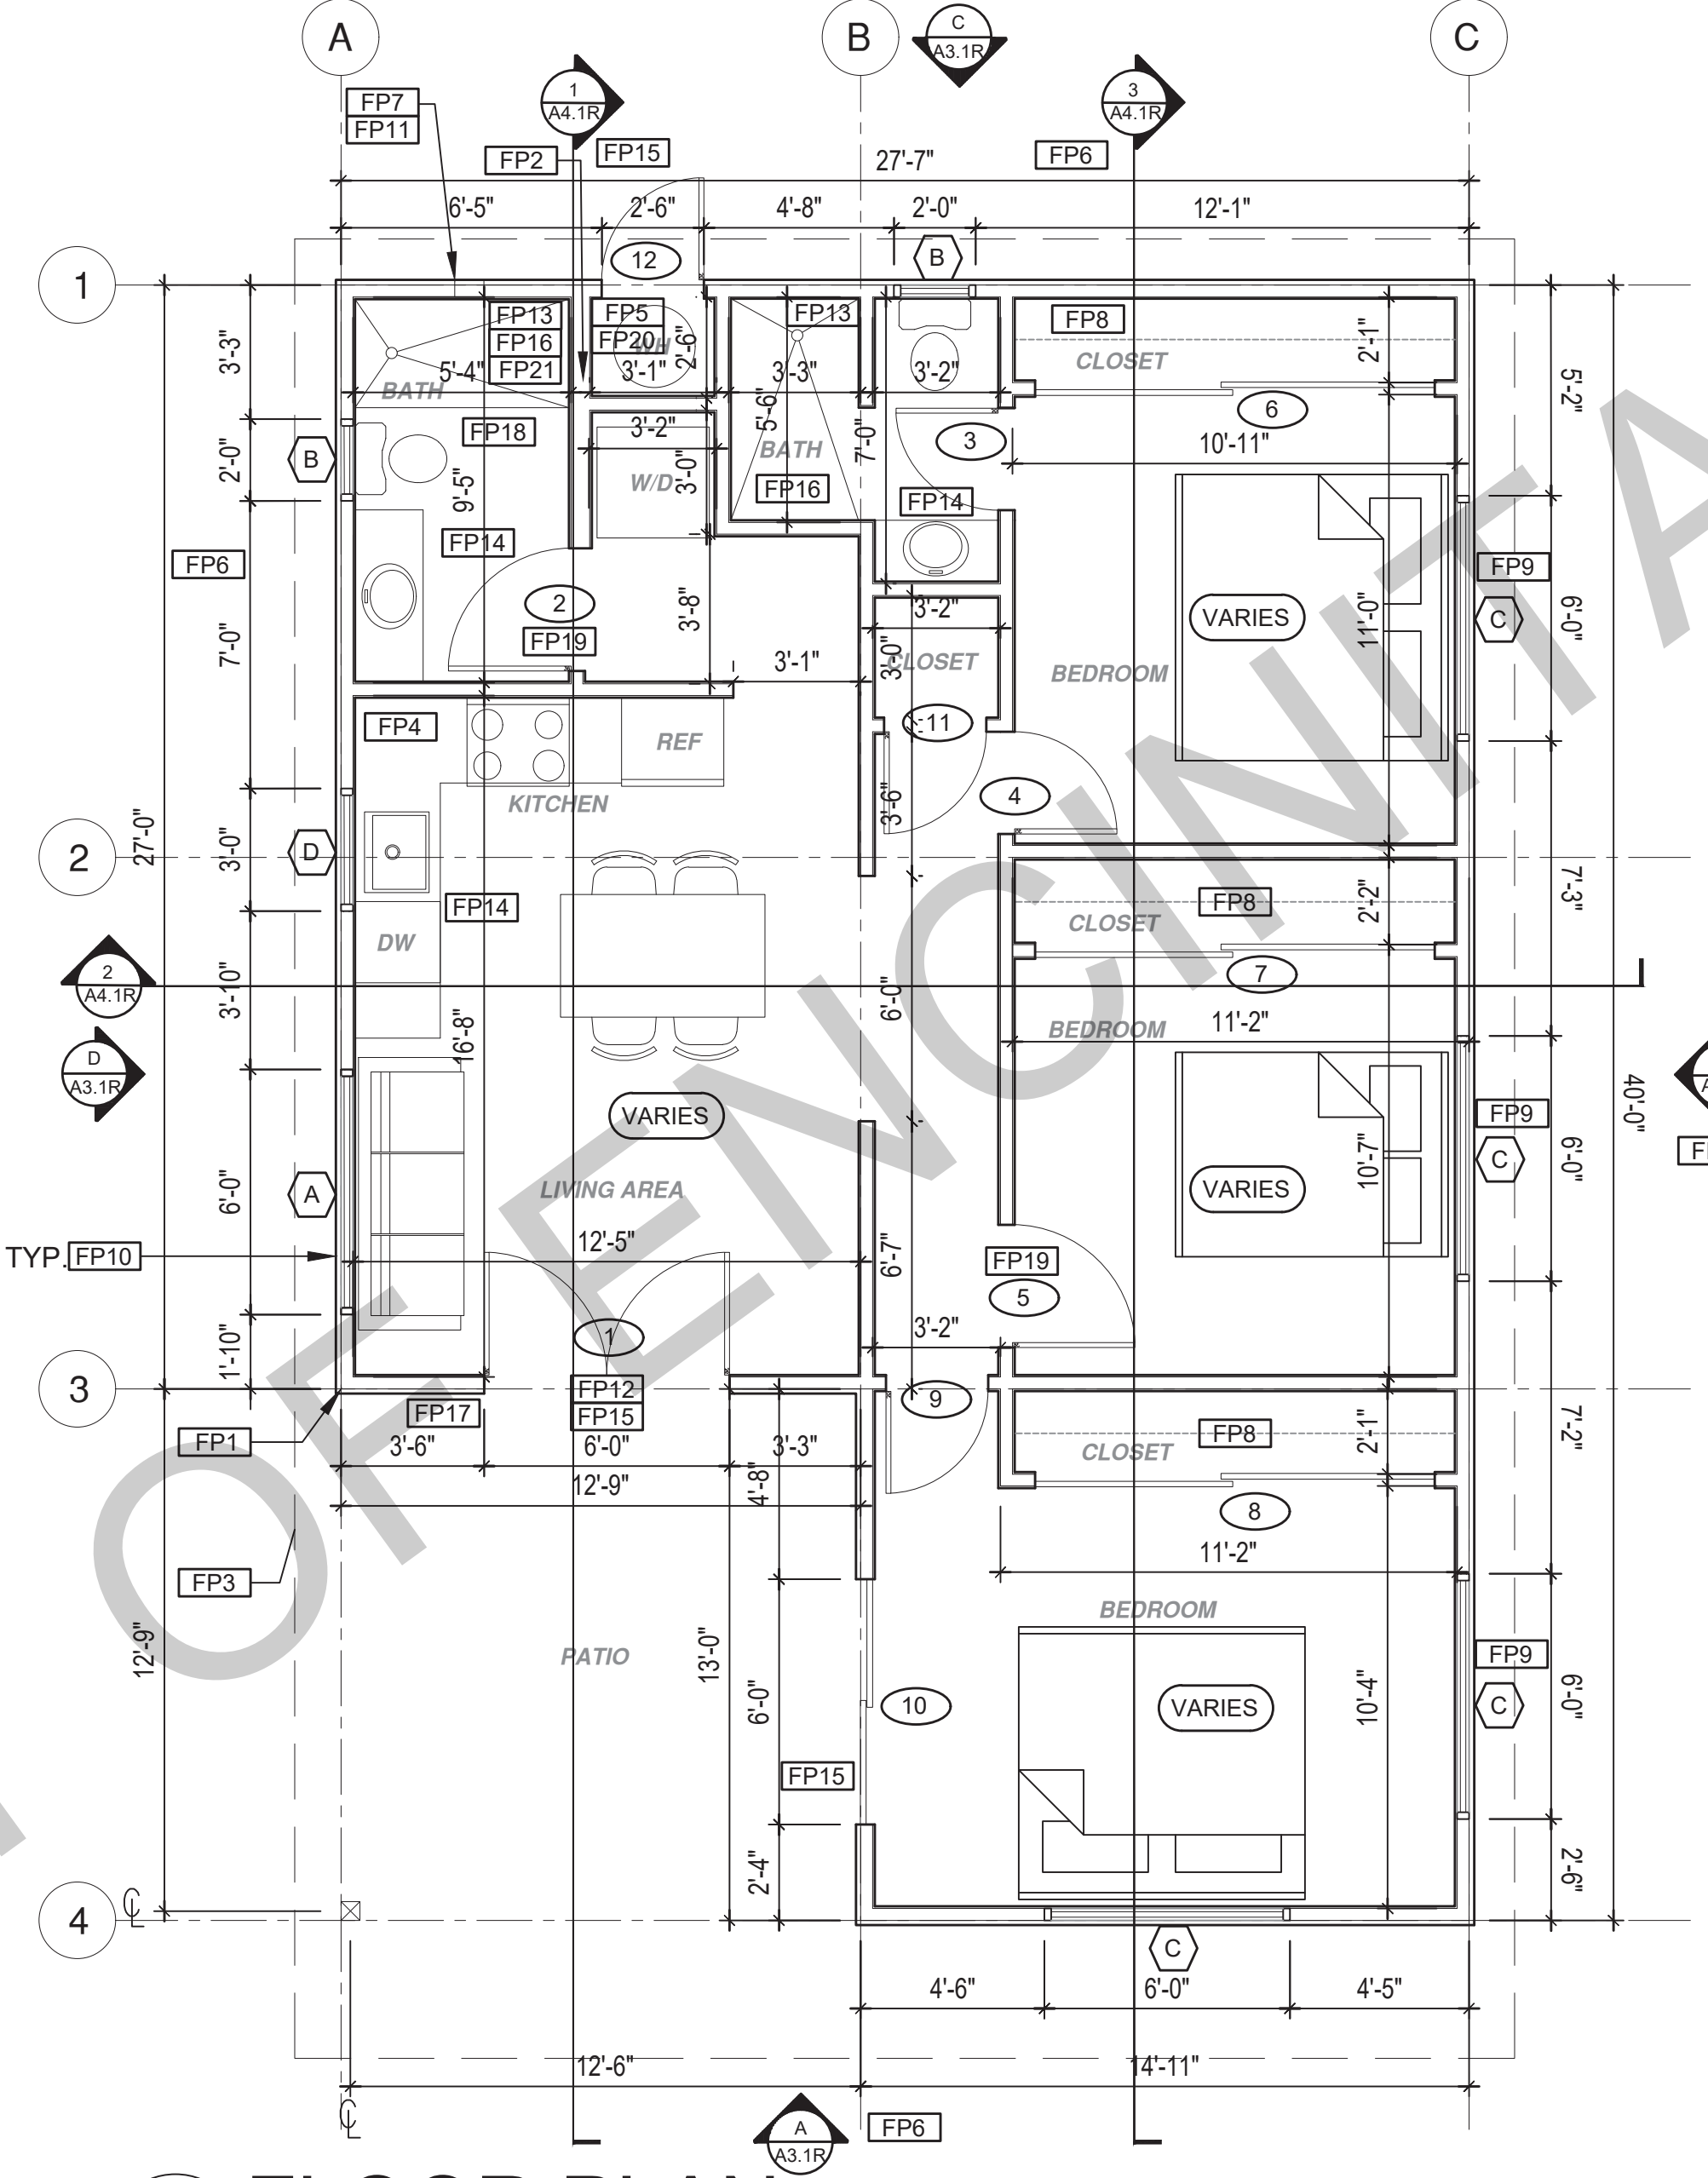 A
B
C
C
A3.1R
1
A4.1R
3
A4.1R
FP7
FP11
FP2
FP15
FP6
27'-7"
6'-5"
2'-6"
4'-8"
2'-0"
12'-1"
12
B
1
FP13
FP16
FP21
FP5
FP20
WH
2'-6"
FP13
FP8
CLOSET
2'-1"
3'-3"
5'-4"
BATH
3'-1"
3'-3"
3'-2"
5'-2"
6
FP18
3'-2"
5'-6"
7'-0"
3
10'-11"
B
2'-0"
9'-5"
W/D
3'-0"
BATH
FP16
FP14
FP14
FP6
FP9
2
FP19
3'-8"
3'-2"
VARIES
11'-0"
C
6'-0"
7'-0"
3'-1"
3'-0"
CLOSET
BEDROOM
FP4
REF
11
KITCHEN
3'-6"
4
2
27'-0"
3'-0"
D
FP14
DW
CLOSET
FP8
2'-2"
7'-3"
7
2
A4.1R
3'-10"
16'-8"
6'-0"
BEDROOM
11'-2"
D
A3.1R
VARIES
FP9
40'-0"
6'-0"
A
LIVING AREA
10'-7"
VARIES
C
6'-0"
TYP. FP10
12'-5"
6'-7"
FP19
5
1'-10"
1
3'-2"
3
FP12
FP15
9
FP17
FP1
3'-6"
6'-0"
3'-3"
12'-9"
4'-8"
CLOSET
FP8
2'-1"
7'-2"
8
11'-2"
FP3
12'-9"
PATIO
13'-0"
6'-0"
10
BEDROOM
VARIES
10'-4"
FP9
C
6'-0"
FP15
2'-4"
2'-6"
4
C
4'-6"
6'-0"
4'-5"
12'-6"
14'-11"
A
A3.1R
FP6
OF ENCINITA